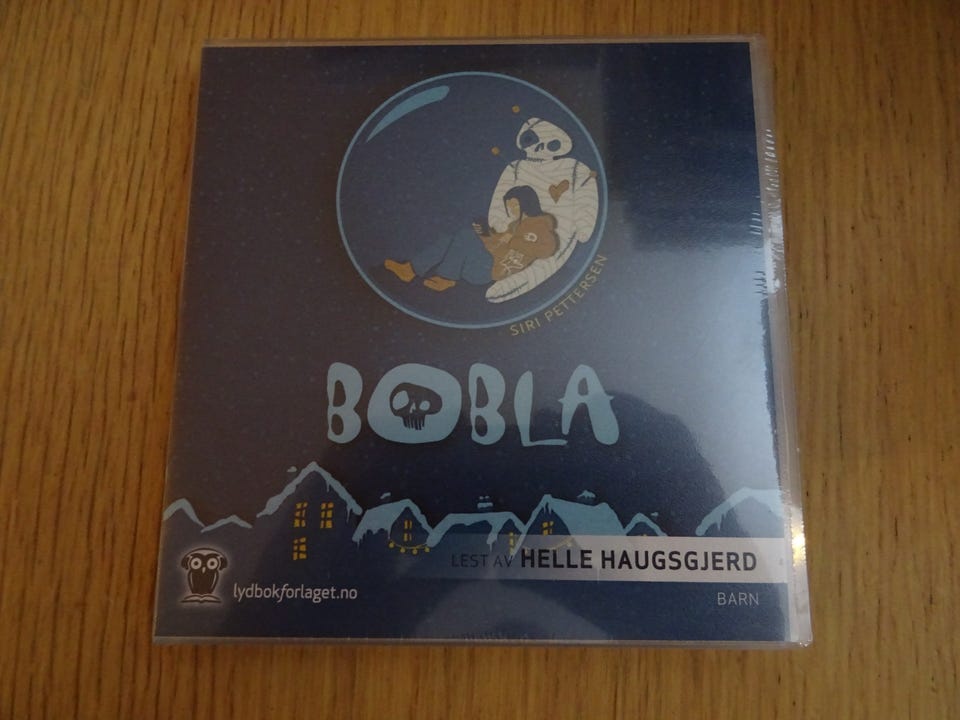 SIRI PETTERSEN
BOBLA
LEST AV HELLE HAUGSGJERD
lydbokforlaget.no
BARN